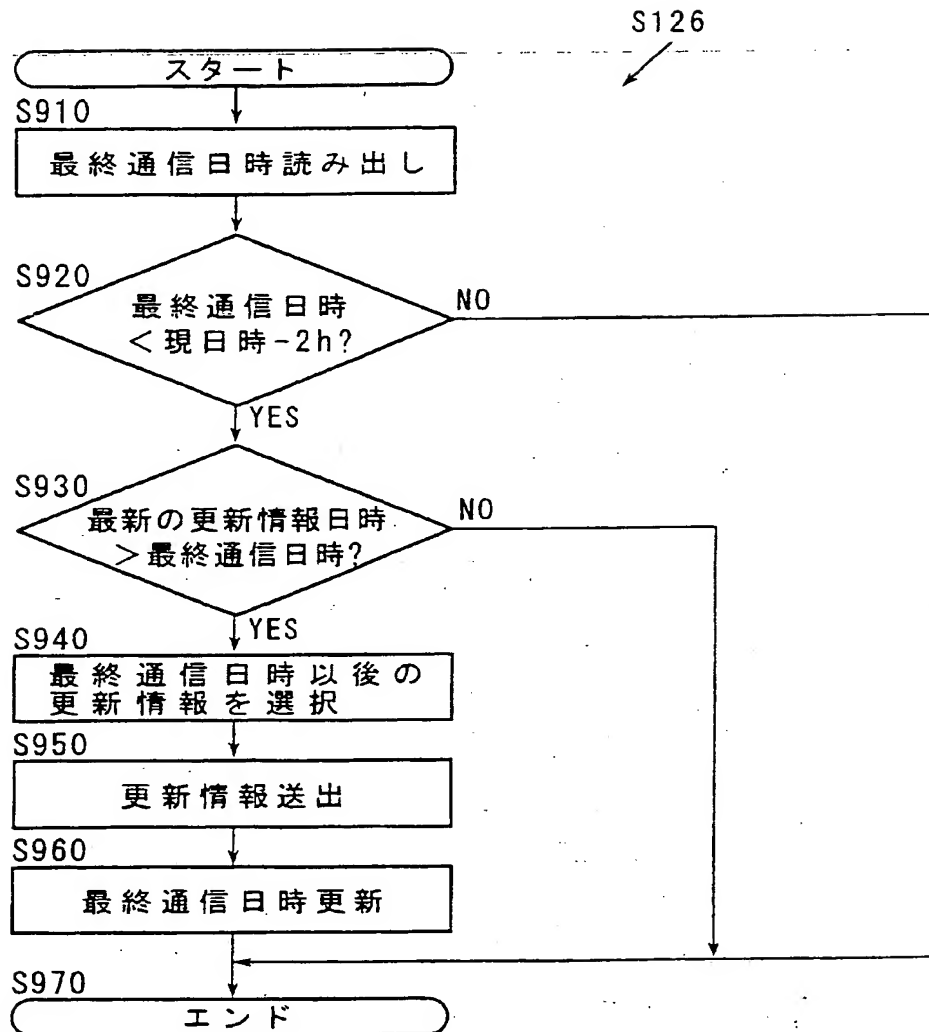 S126
スタート
S910
最終通信日時読み出し
S920
最終通信日時
<現日時-2h?
NO
YES
S930
最新の更新情報日時
>最終通信日時?
NO
YES
S940
最終通信日時以後の
更新情報を選択
S950
更新情報送出
S960
最終通信日時更新
S970
エンド